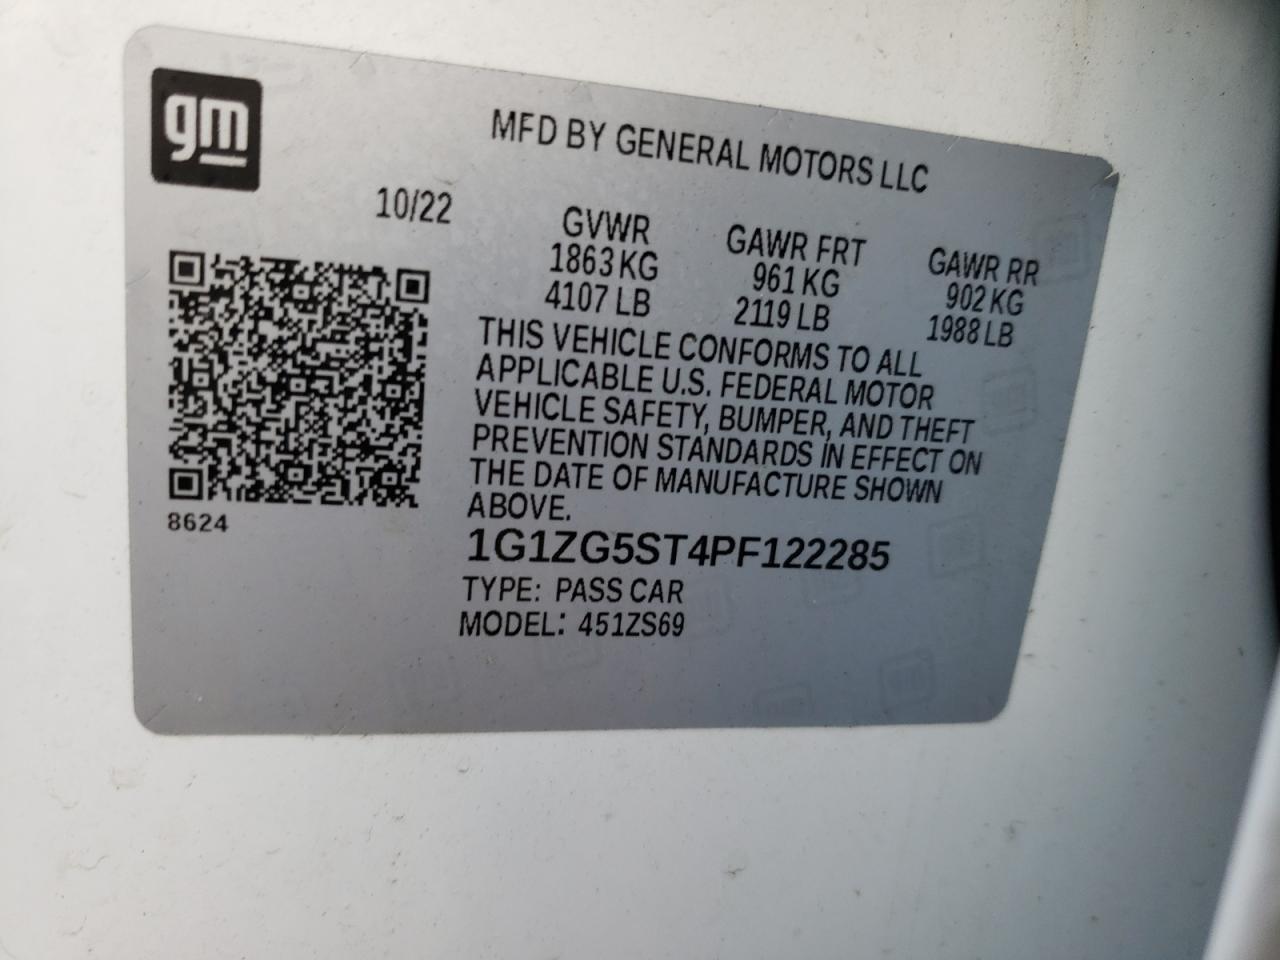 gm
MFD BY GENERAL MOTORS LLC
10/22
GVWR GAWR FRT GAWR RR
1863 KG 961 KG 902 KG
4107 LB 2119 LB 1988 LB
THIS VEHICLE CONFORMS TO ALL
APPLICABLE U.S. FEDERAL MOTOR
VEHICLE SAFETY, BUMPER, AND THEFT
PREVENTION STANDARDS IN EFFECT ON
THE DATE OF MANUFACTURE SHOWN
ABOVE.
8624
1G1ZG5ST4PF122285
TYPE: PASS CAR
MODEL: 451ZS69